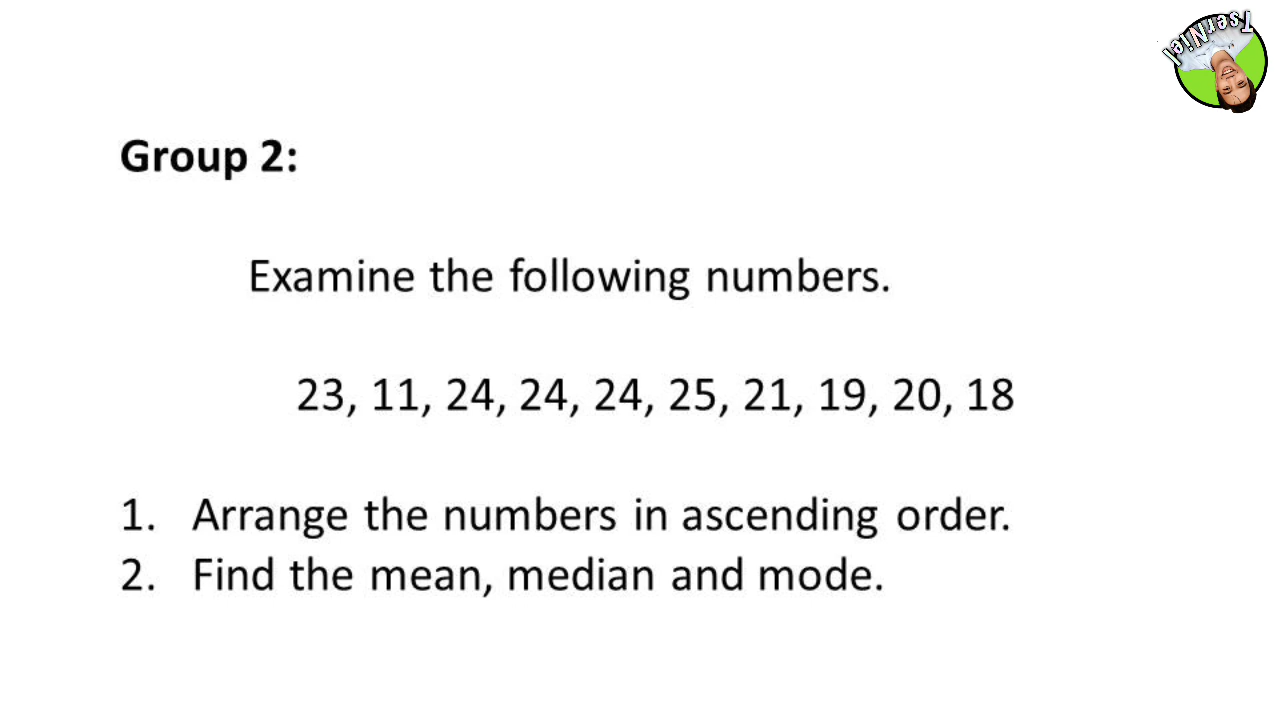 TserNiel
Group 2:
Examine the following numbers.
23, 11, 24, 24, 24, 25, 21, 19, 20, 18
1. Arrange the numbers in ascending order.
2. Find the mean, median and mode.